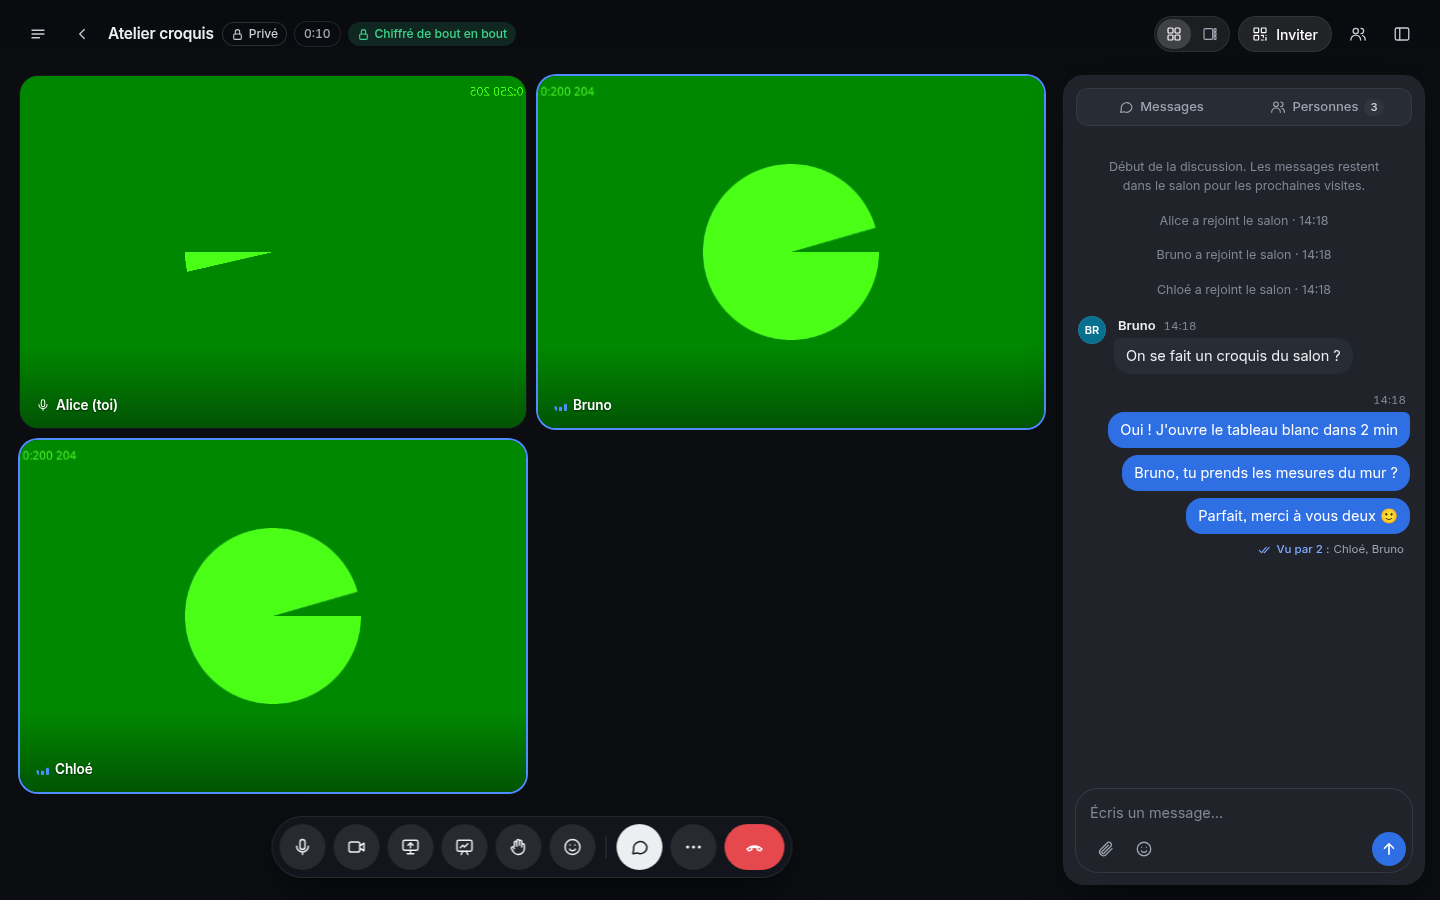 Atelier croquis
Privé
0:10
Chiffré de bout en bout
Inviter
0:250 205
0:200 204
Alice (toi)
Bruno
0:200 204
Chloé
Messages
Personnes 3
Début de la discussion. Les messages restent
dans le salon pour les prochaines visites.
Alice a rejoint le salon · 14:18
Bruno a rejoint le salon · 14:18
Chloé a rejoint le salon · 14:18
BR
Bruno 14:18
On se fait un croquis du salon ?
14:18
Oui ! J'ouvre le tableau blanc dans 2 min
Bruno, tu prends les mesures du mur ?
Parfait, merci à vous deux 🙂
Vu par 2 : Chloé, Bruno
Écris un message...